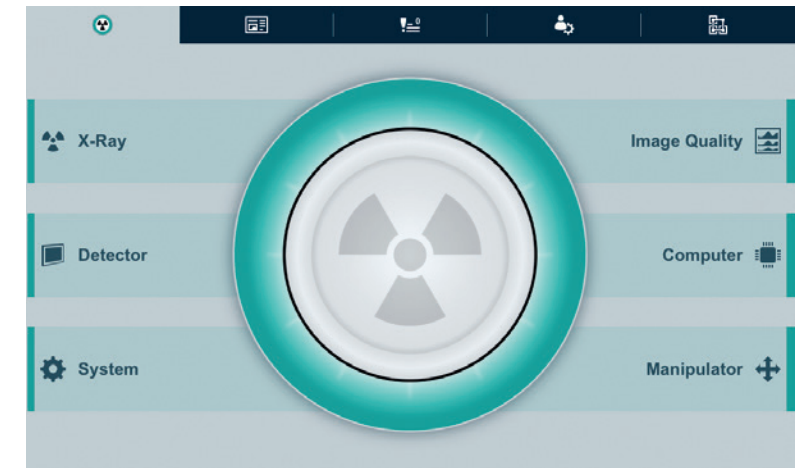 X-Ray
Image Quality
Detector
Computer
System
Manipulator